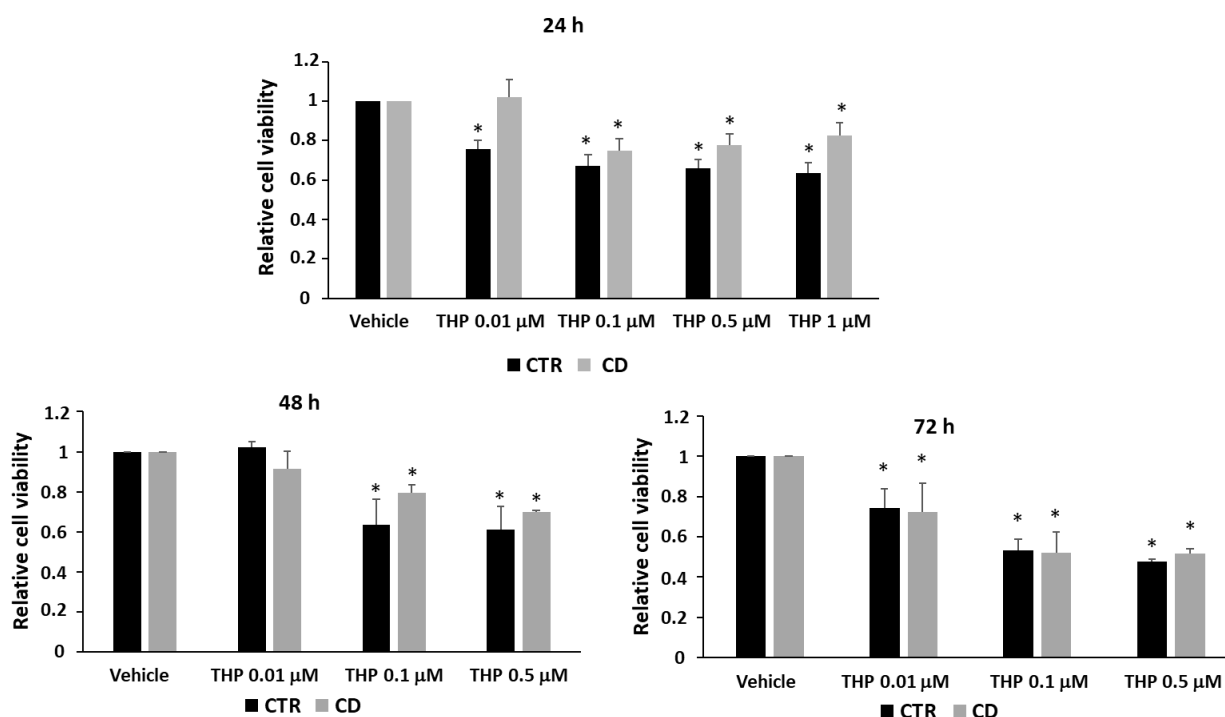 24 h
Relative cell viability
1.2
1
0.8
0.6
0.4
0.2
0
* * * * * * *
Vehicle THP 0.01 µM THP 0.1 µM THP 0.5 µM THP 1 µM
CTR CD
48 h
Relative cell viability
1.2
1
0.8
0.6
0.4
0.2
0
* * * *
Vehicle THP 0.01 µM THP 0.1 µM THP 0.5 µM
CTR CD
72 h
Relative cell viability
1.2
1
0.8
0.6
0.4
0.2
0
* * * * * *
Vehicle THP 0.01 µM THP 0.1 µM THP 0.5 µM
CTR CD